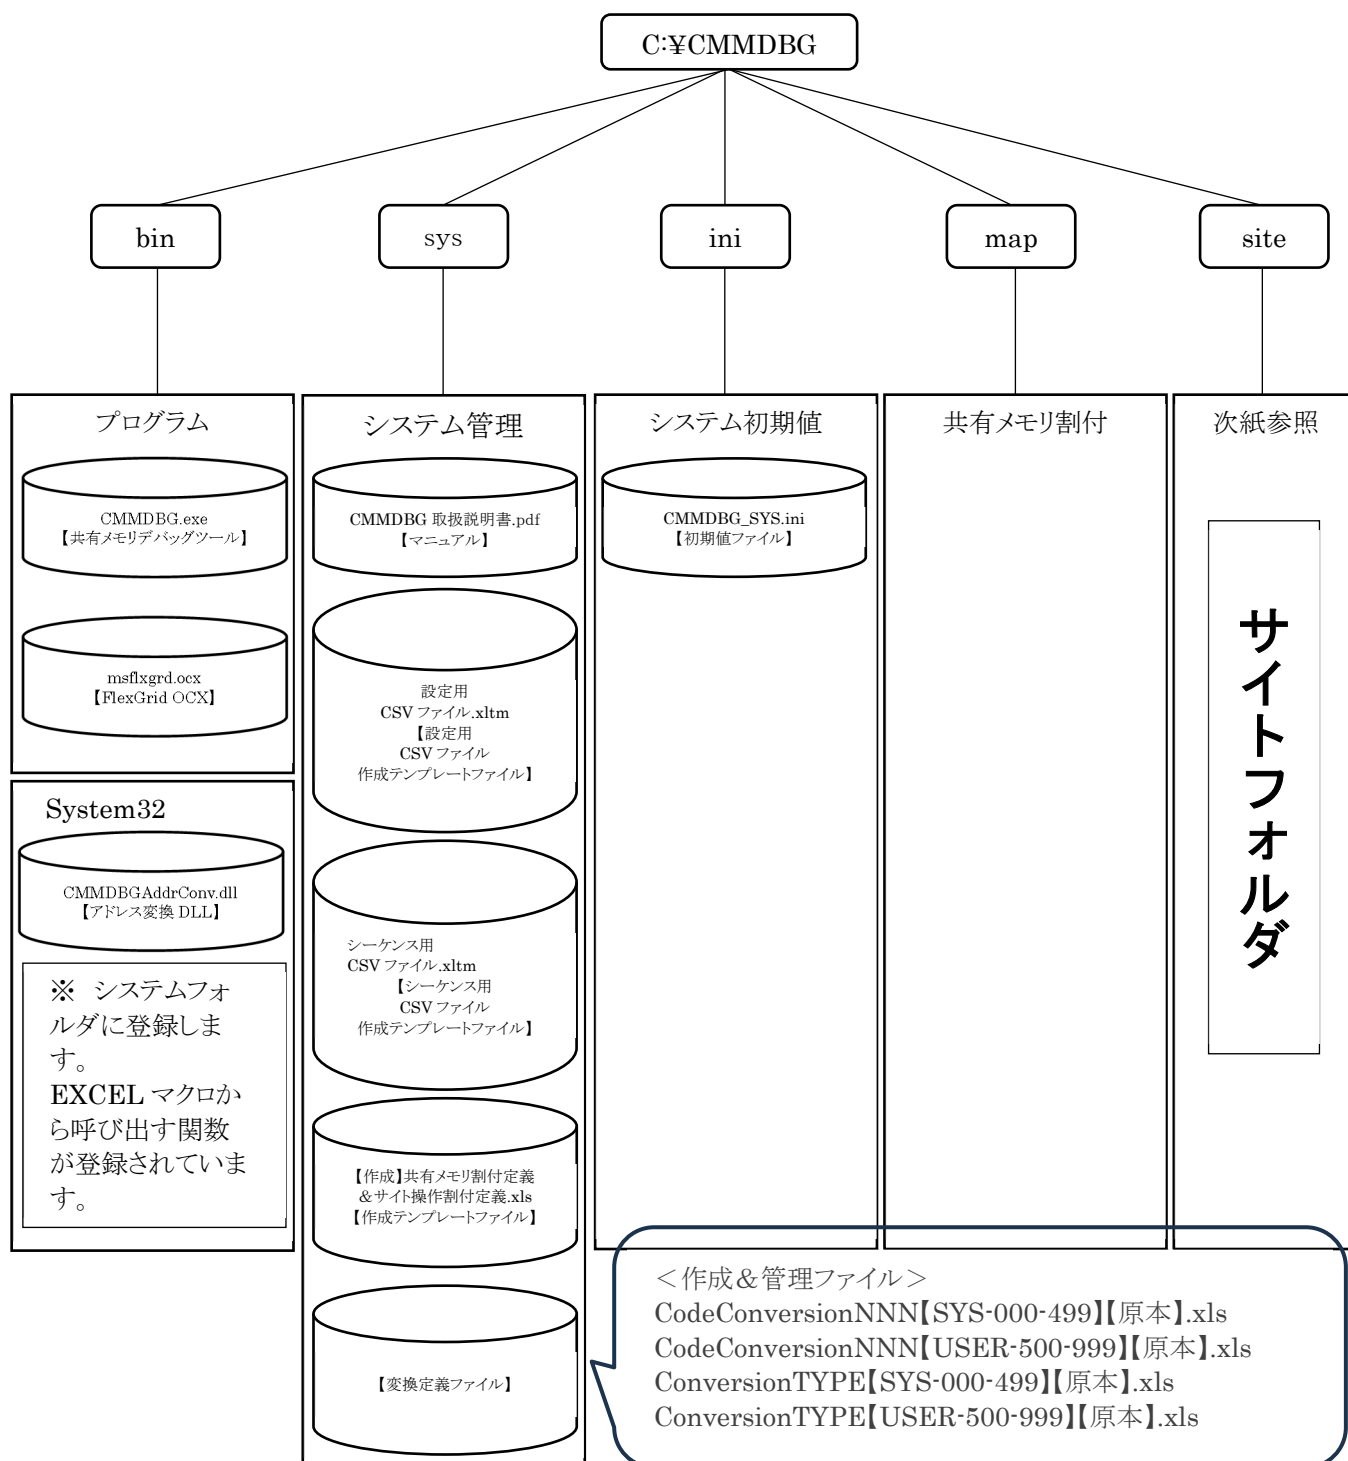 C:¥CMMDBG
bin
sys
ini
map
site
プログラム
CMMDBG.exe
【共有メモリデバッグツール】
msflxgrd.ocx
【FlexGrid OCX】
System32
CMMDBGAddrConv.dll
【アドレス変換 DLL】
※ システムフォ
ルダに登録しま
す。
EXCEL マクロか
ら呼び出す関数
が登録されていま
す。
システム管理
CMMDBG 取扱説明書.pdf
【マニュアル】
設定用
CSV ファイル.xltm
【設定用
CSV ファイル
作成テンプレートファイル】
シーケンス用
CSV ファイル.xltm
【シーケンス用
CSV ファイル
作成テンプレートファイル】
【作成】共有メモリ割付定義
＆サイト操作割付定義.xls
【作成テンプレートファイル】
【変換定義ファイル】
システム初期値
CMMDBG_SYS.ini
【初期値ファイル】
共有メモリ割付
次紙参照
サイトフォルダ
＜作成＆管理ファイル＞
CodeConversionNNN【SYS-000-499】【原本】.xls
CodeConversionNNN【USER-500-999】【原本】.xls
ConversionTYPE【SYS-000-499】【原本】.xls
ConversionTYPE【USER-500-999】【原本】.xls